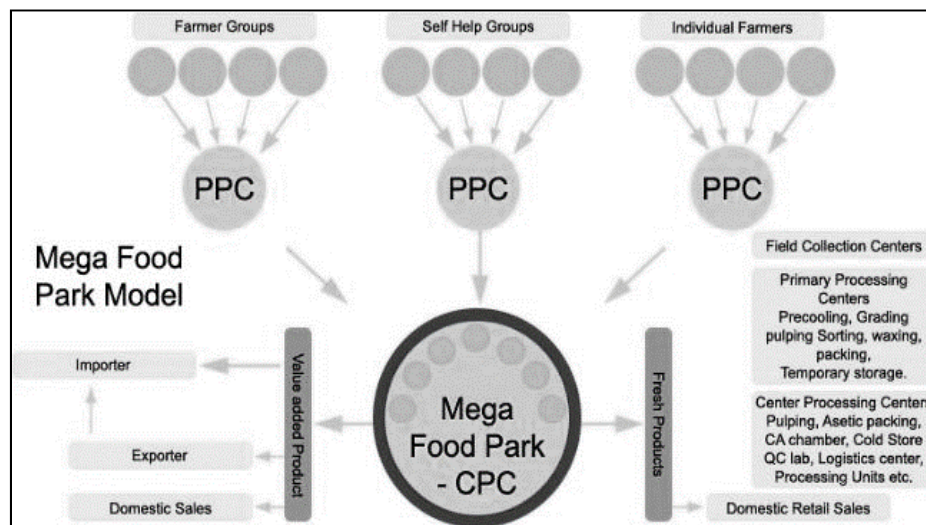 Farmer Groups
Self Help Groups
Individual Farmers
PPC
PPC
PPC
Mega Food
Park Model
Field Collection Centers
Primary Processing
Centers
Precooling, Grading
pulping Sorting, waxing,
packing,
Temporary storage.
Importer
Exporter
Domestic Sales
Value added Product
Mega
Food Park
- CPC
Fresh Products
Center Processing Centers
Pulping, Asetic packing,
CA chamber, Cold Store
QC lab, Logistics center,
Processing Units etc.
Domestic Retail Sales